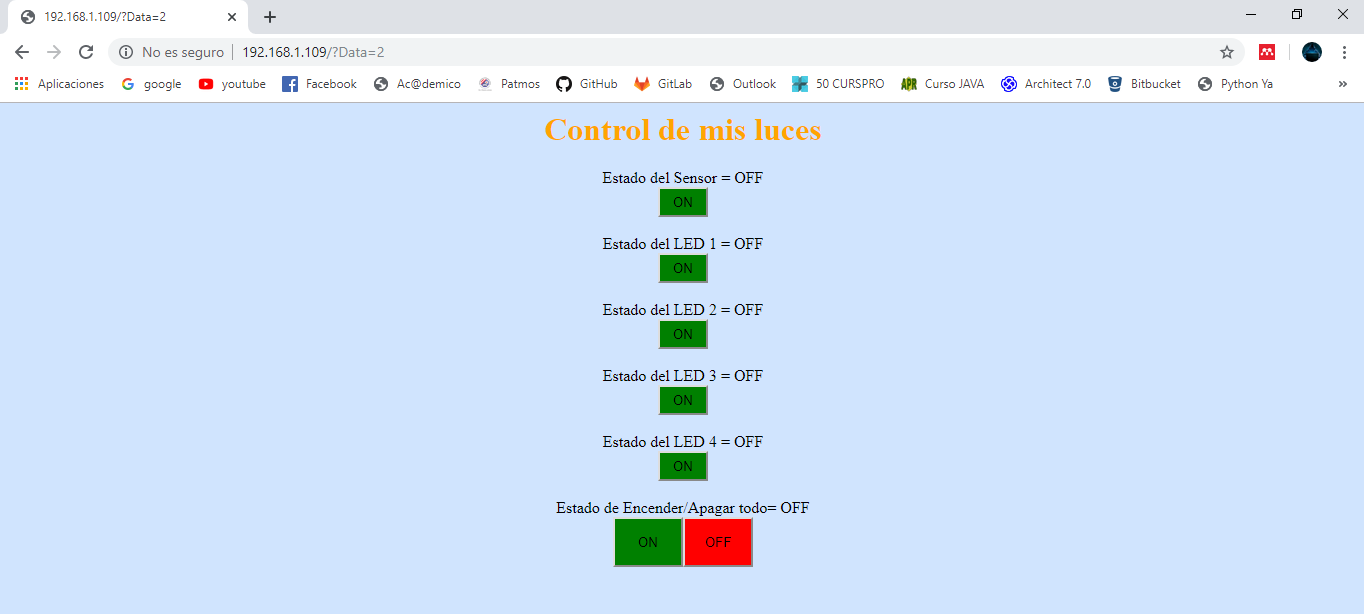 192.168.1.109/?Data=2
No es seguro 192.168.1.109/?Data=2
Aplicaciones google youtube Facebook Ac@demico Patmos GitHub GitLab Outlook 50 CURSPRO Curso JAVA Architect 7.0 Bitbucket Python Ya
Control de mis luces
Estado del Sensor = OFF
ON
Estado del LED 1 = OFF
ON
Estado del LED 2 = OFF
ON
Estado del LED 3 = OFF
ON
Estado del LED 4 = OFF
ON
Estado de Encender/Apagar todo= OFF
ON OFF